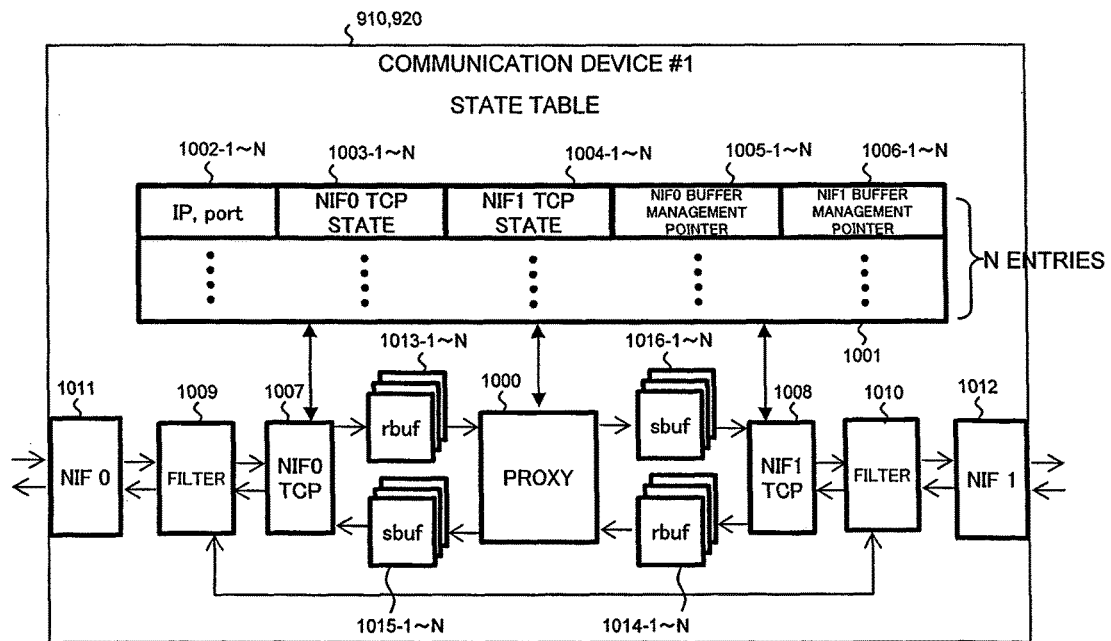 910,920
COMMUNICATION DEVICE #1
STATE TABLE
1002-1~N
1003-1~N
1004-1~N
1005-1~N
1006-1~N
IP, port
NIF0 TCP
STATE
NIF1 TCP
STATE
NIF0 BUFFER
MANAGEMENT
POINTER
NIF1 BUFFER
MANAGEMENT
POINTER
N ENTRIES
1001
1011
1009
1007
1013-1~N
1000
1016-1~N
1008
1010
1012
NIF 0
FILTER
NIF0
TCP
rbuf
sbuf
PROXY
sbuf
rbuf
NIF1
TCP
FILTER
NIF 1
1015-1~N
1014-1~N